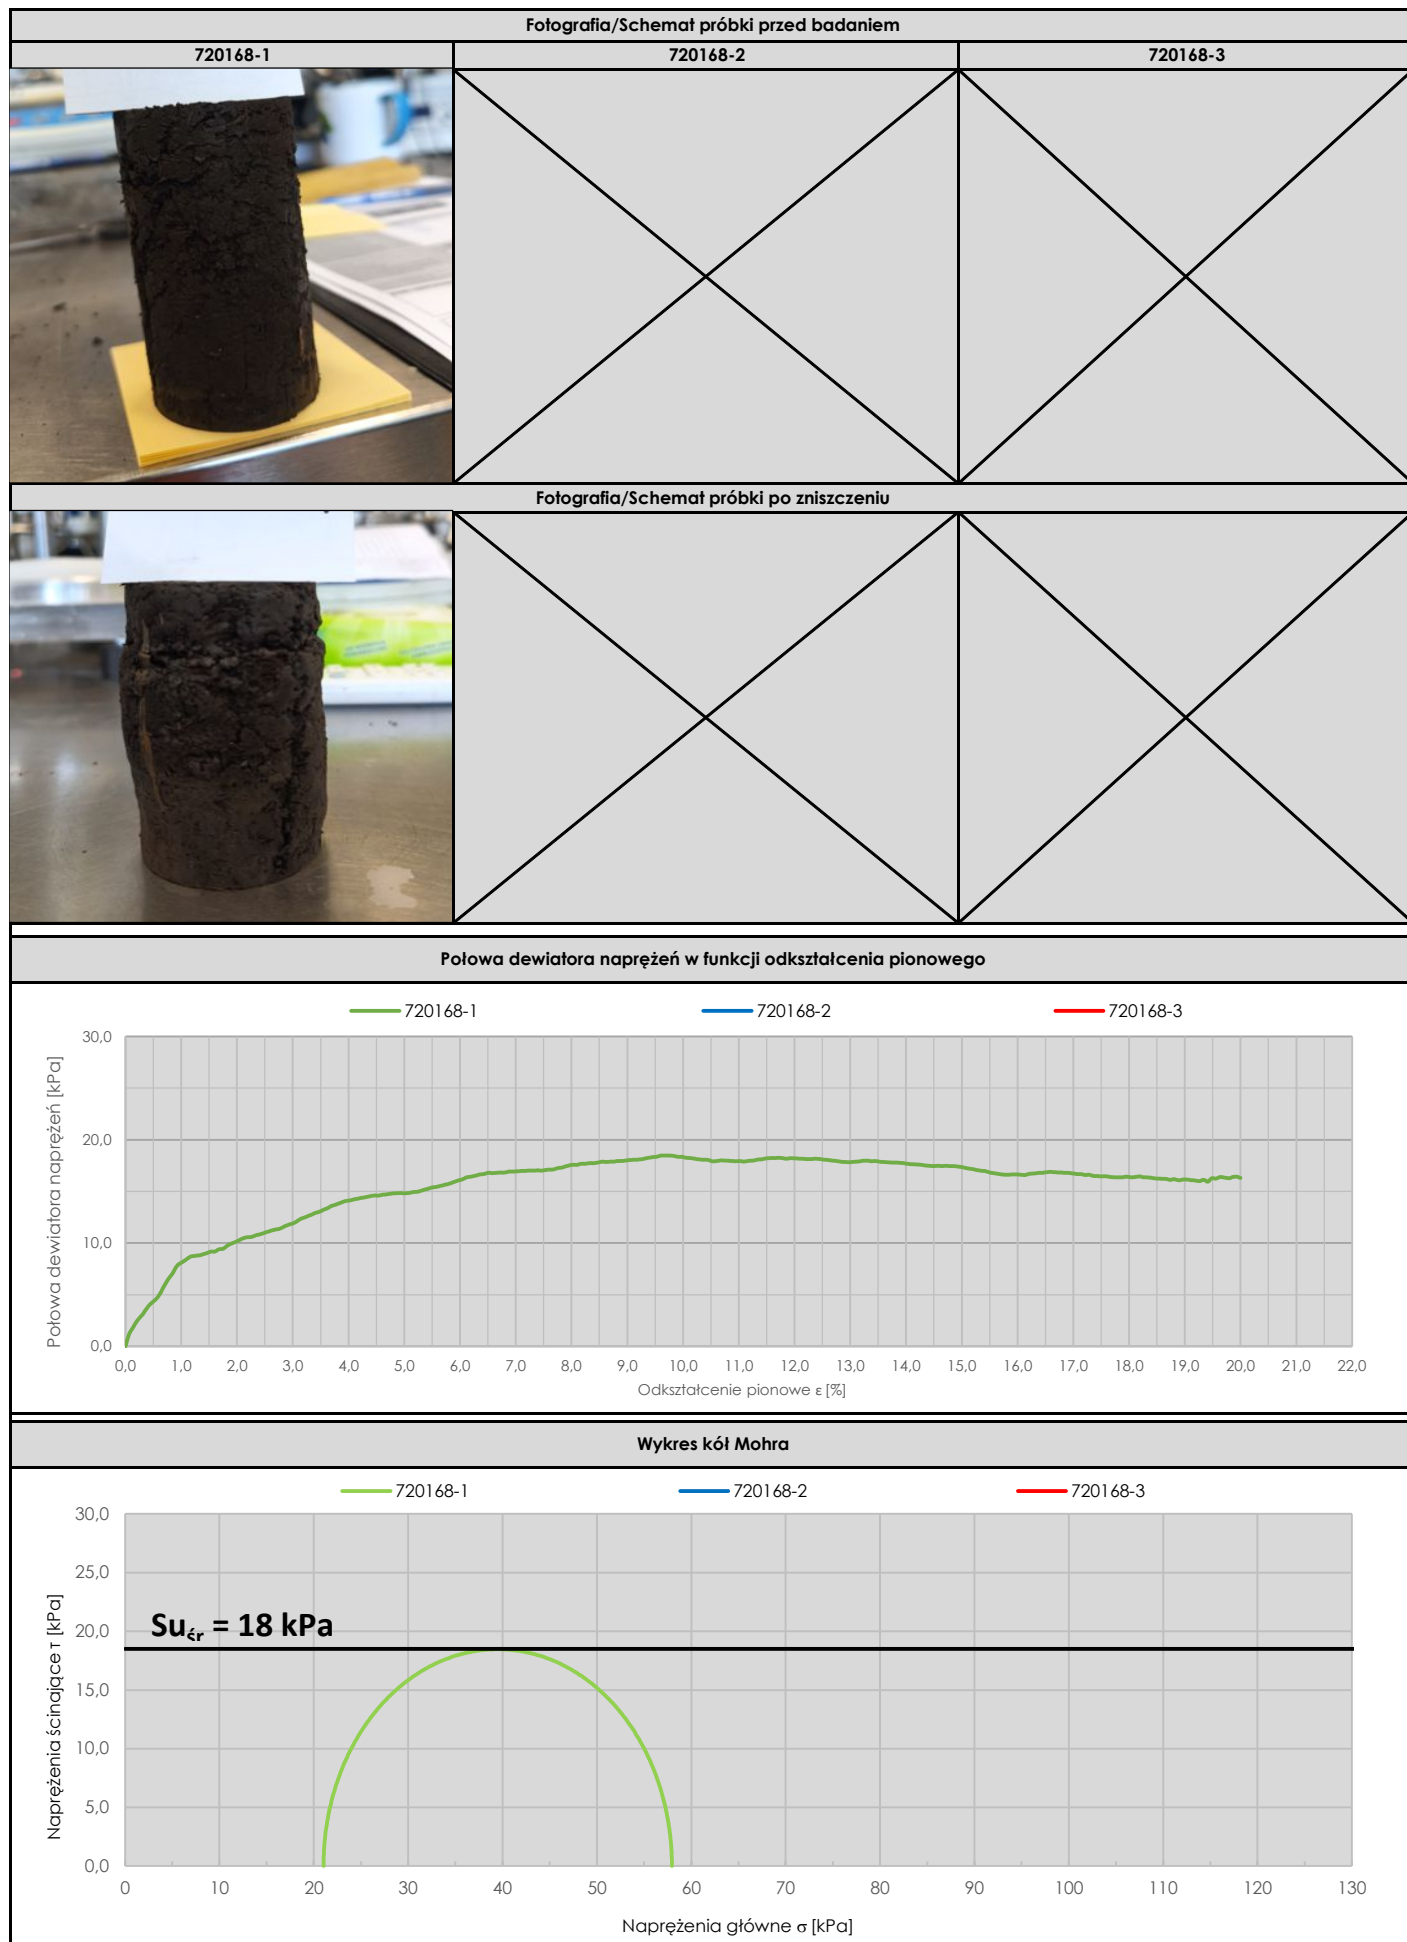 Fotografia/Schemat próbki przed badaniem
720168-1 720168-2 720168-3
Fotografia/Schemat próbki po zniszczeniu
Połowa dewiatora naprężeń w funkcji odkształcenia pionowego
720168-1 720168-2 720168-3
Połowa dewiatora naprężeń [kPa]
30,0
20,0
10,0
0,0
0,0 1,0 2,0 3,0 4,0 5,0 6,0 7,0 8,0 9,0 10,0 11,0 12,0 13,0 14,0 15,0 16,0 17,0 18,0 19,0 20,0 21,0 22,0
Odkształcenie pionowe ε [%]
Wykres kół Mohra
720168-1 720168-2 720168-3
Naprężenia ścinające τ [kPa]
30,0
25,0
20,0
15,0
10,0
5,0
0,0
Su śr = 18 kPa
0 10 20 30 40 50 60 70 80 90 100 110 120 130
Naprężenia główne σ [kPa]